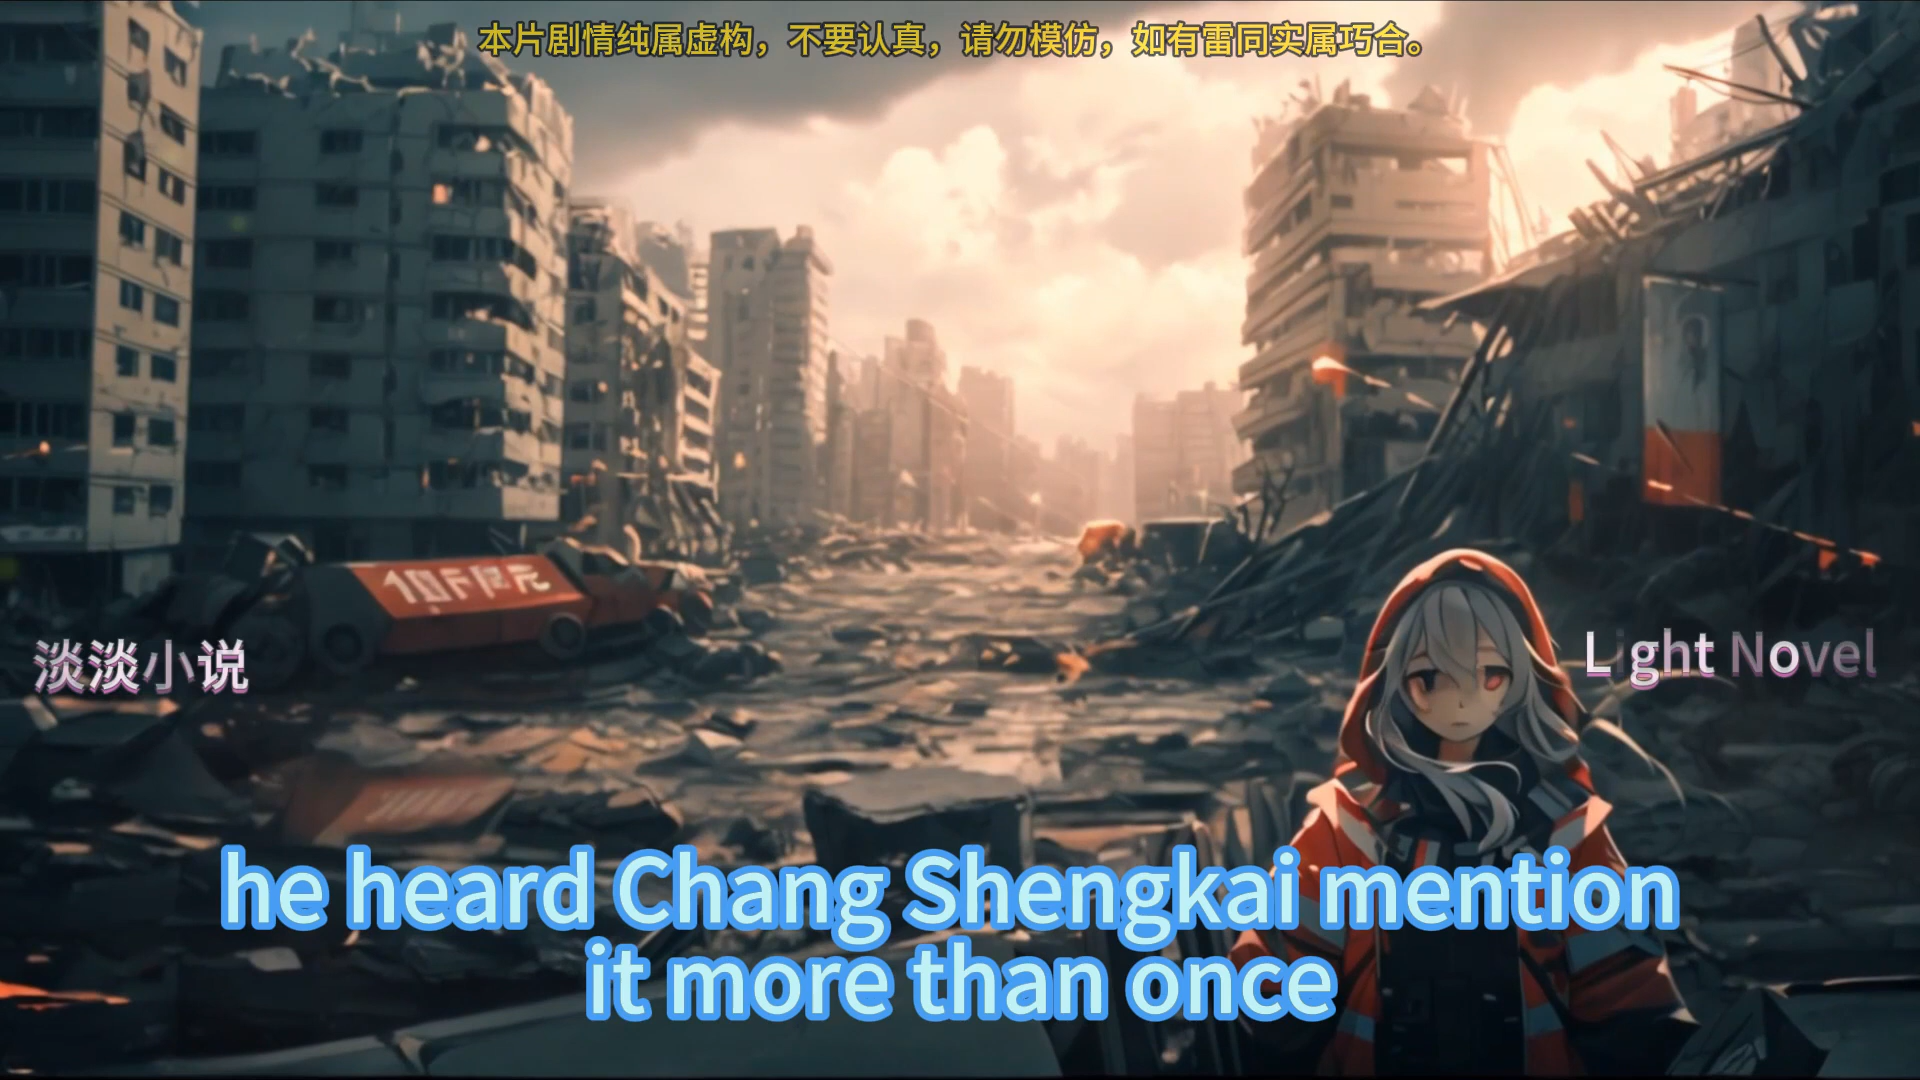 本片剧情纯属虚构，不要认真，请勿模仿，如有雷同实属巧合。
淡淡小说
Light Novel
he heard Chang Shengkai mention
it more than once